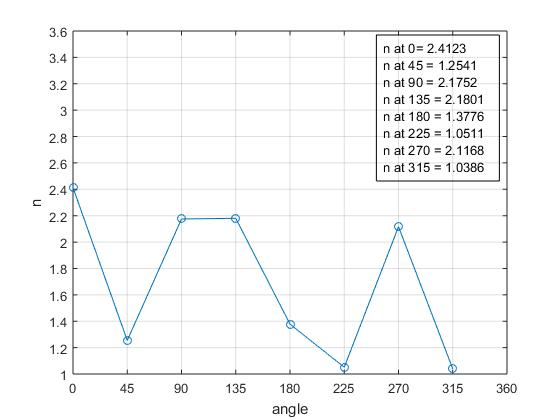 3.6
3.4
3.2
3
2.8
2.6
2.4
2.2
2
1.8
1.6
1.4
1.2
1
n
n at 0= 2.4123
n at 45 = 1.2541
n at 90 = 2.1752
n at 135 = 2.1801
n at 180 = 1.3776
n at 225 = 1.0511
n at 270 = 2.1168
n at 315 = 1.0386
0 45 90 135 180 225 270 315 360
angle